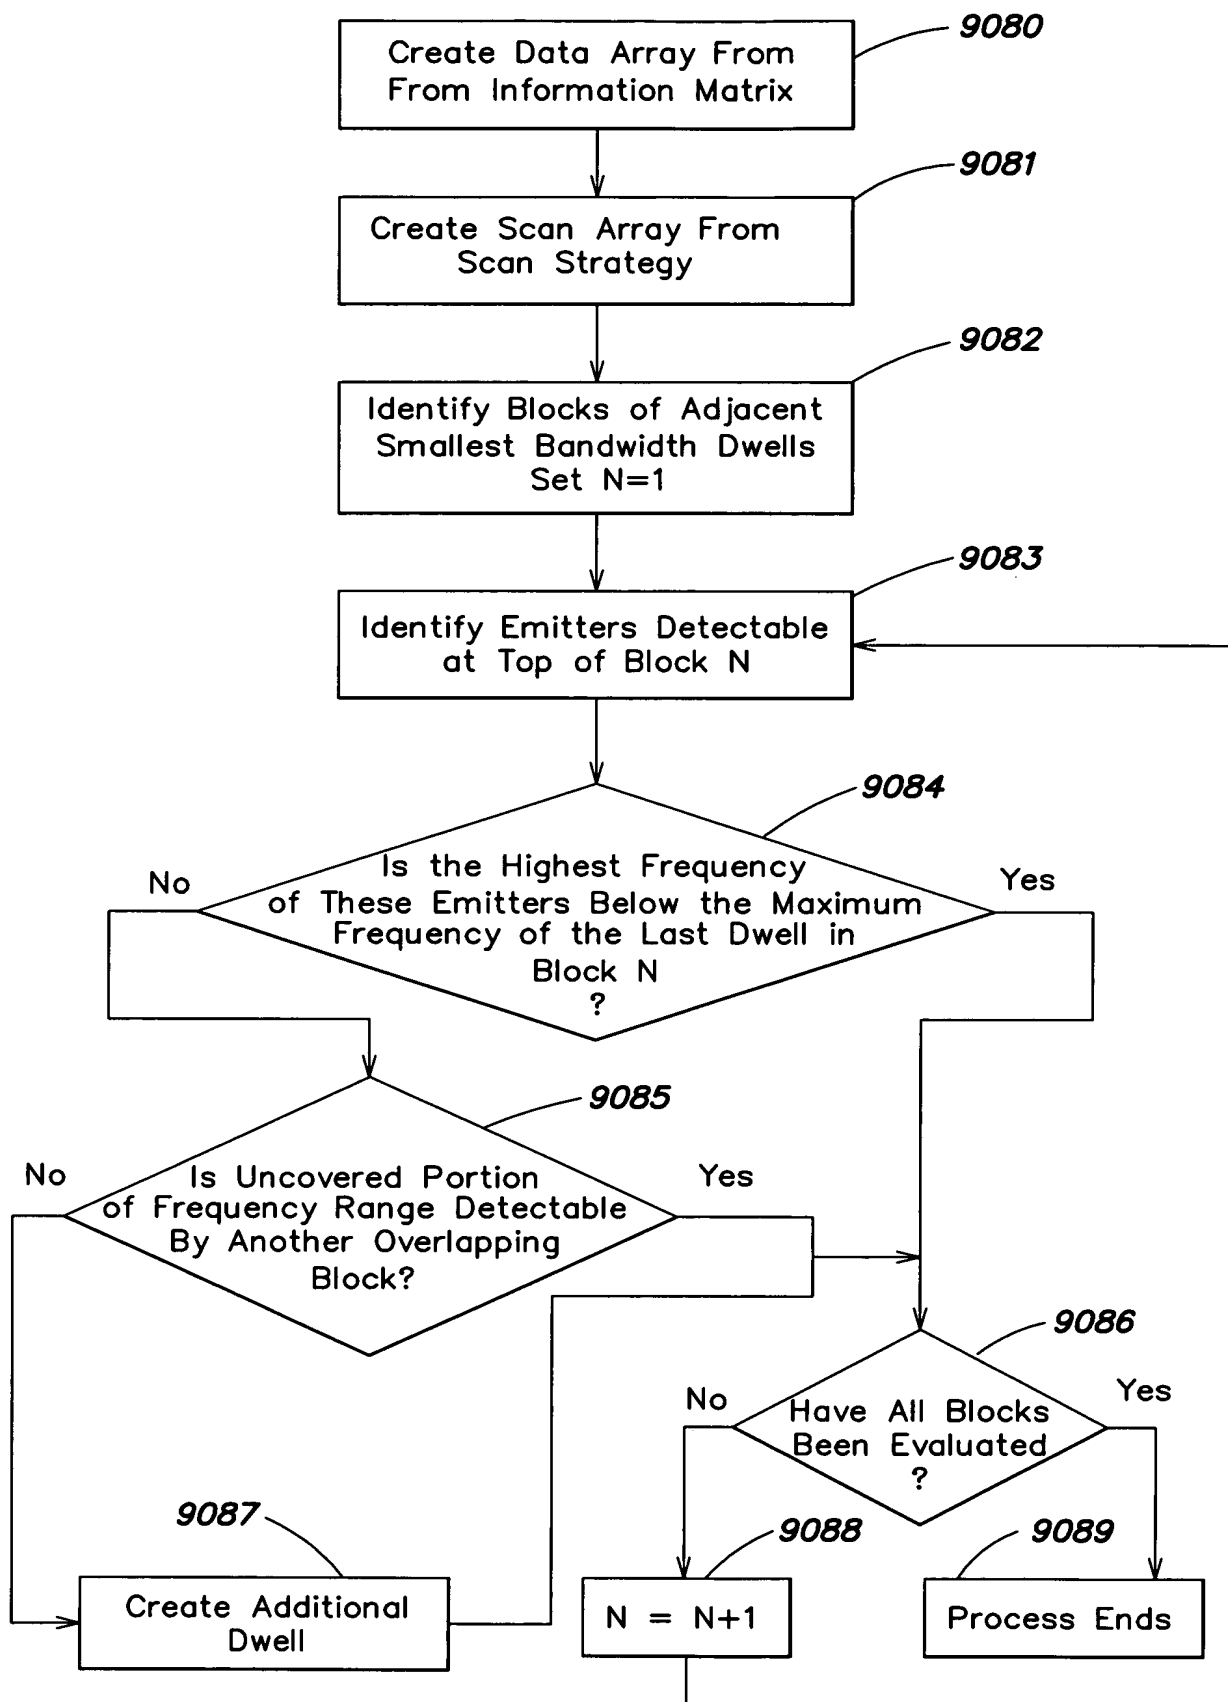 9080
Create Data Array From
From Information Matrix
9081
Create Scan Array From
Scan Strategy
9082
Identify Blocks of Adjacent
Smallest Bandwidth Dwells
Set N=1
9083
Identify Emitters Detectable
at Top of Block N
9084
No
Is the Highest Frequency
of These Emitters Below the Maximum
Frequency of the Last Dwell in
Block N
?
Yes
9085
No
Is Uncovered Portion
of Frequency Range Detectable
By Another Overlapping
Block?
Yes
9086
No
Have All Blocks
Been Evaluated
?
Yes
9087
Create Additional
Dwell
9088
N = N+1
9089
Process Ends